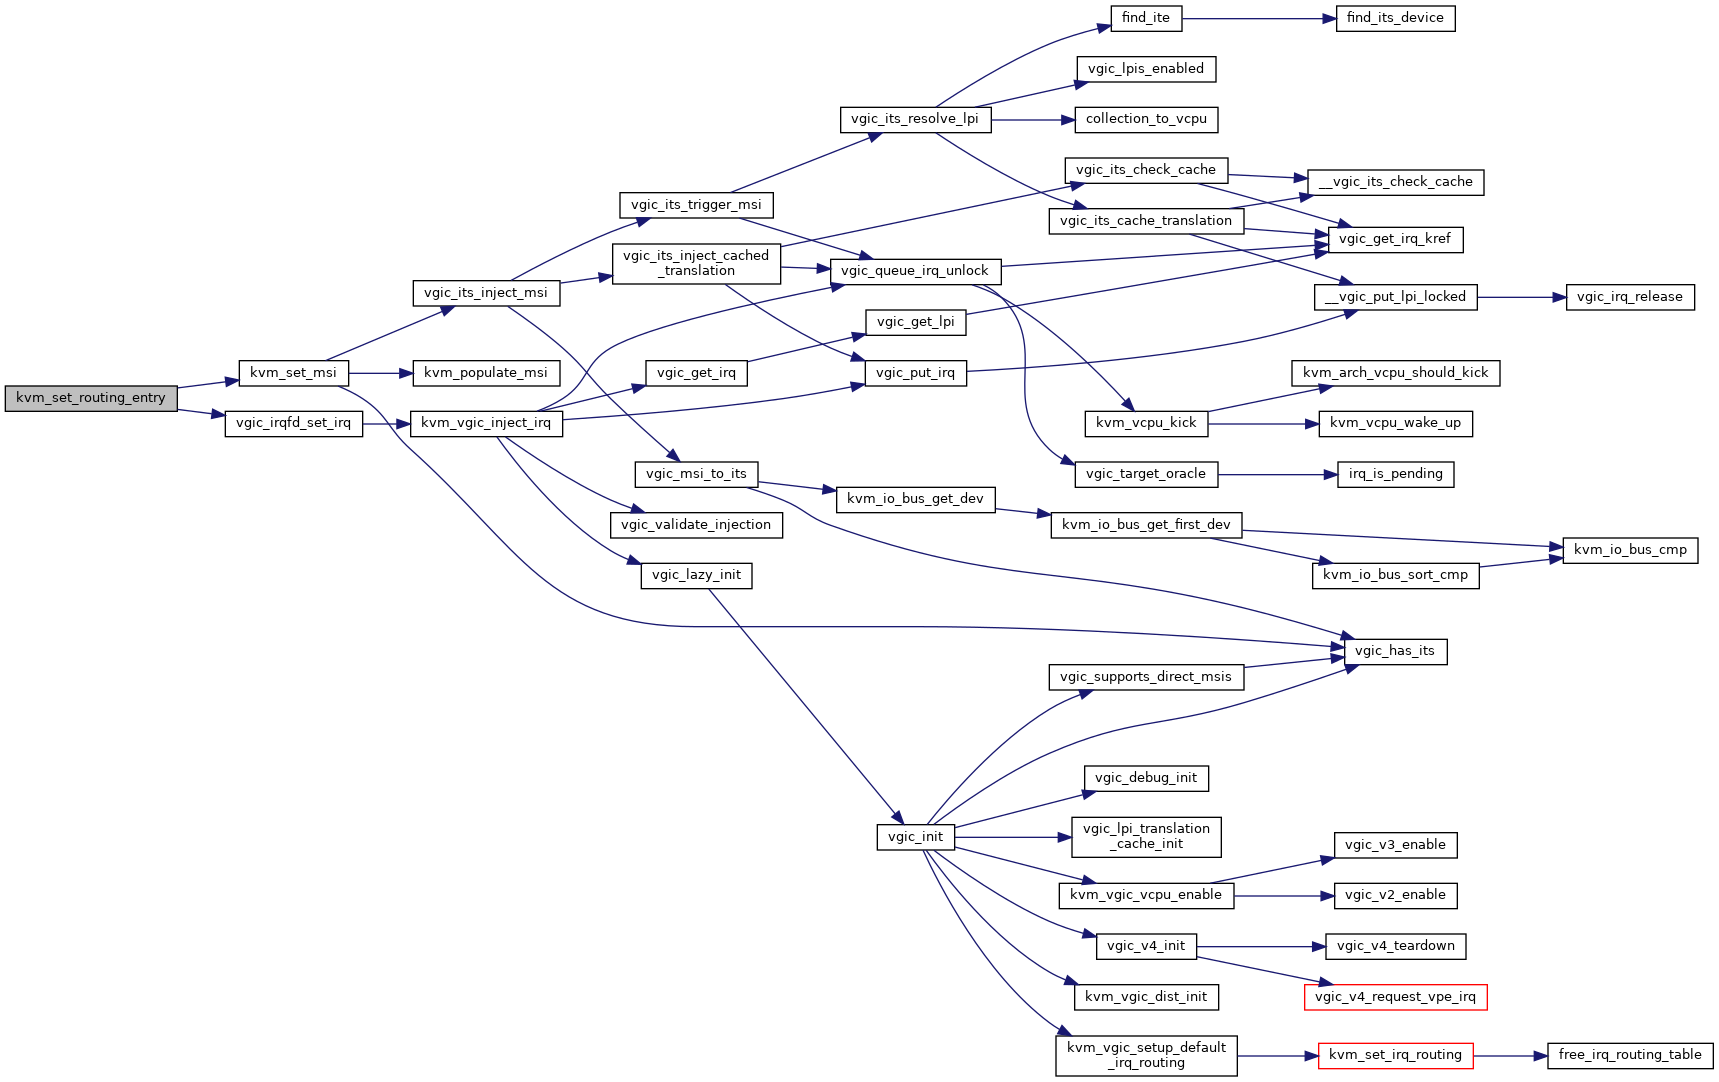 find_ite
find_its_device
vgic_lpis_enabled
vgic_its_resolve_lpi
collection_to_vcpu
vgic_its_check_cache
__vgic_its_check_cache
vgic_its_trigger_msi
vgic_its_cache_translation
vgic_get_irq_kref
vgic_its_inject_cached
_translation
vgic_queue_irq_unlock
vgic_its_inject_msi
__vgic_put_lpi_locked
vgic_irq_release
vgic_get_lpi
kvm_set_msi
kvm_populate_msi
vgic_get_irq
vgic_put_irq
kvm_arch_vcpu_should_kick
kvm_set_routing_entry
vgic_irqfd_set_irq
kvm_vgic_inject_irq
kvm_vcpu_kick
kvm_vcpu_wake_up
vgic_msi_to_its
vgic_target_oracle
irq_is_pending
kvm_io_bus_get_dev
vgic_validate_injection
kvm_io_bus_get_first_dev
kvm_io_bus_cmp
vgic_lazy_init
kvm_io_bus_sort_cmp
vgic_has_its
vgic_supports_direct_msis
vgic_debug_init
vgic_init
vgic_lpi_translation
_cache_init
vgic_v3_enable
kvm_vgic_vcpu_enable
vgic_v2_enable
vgic_v4_init
vgic_v4_teardown
kvm_vgic_dist_init
vgic_v4_request_vpe_irq
kvm_vgic_setup_default
_irq_routing
kvm_set_irq_routing
free_irq_routing_table